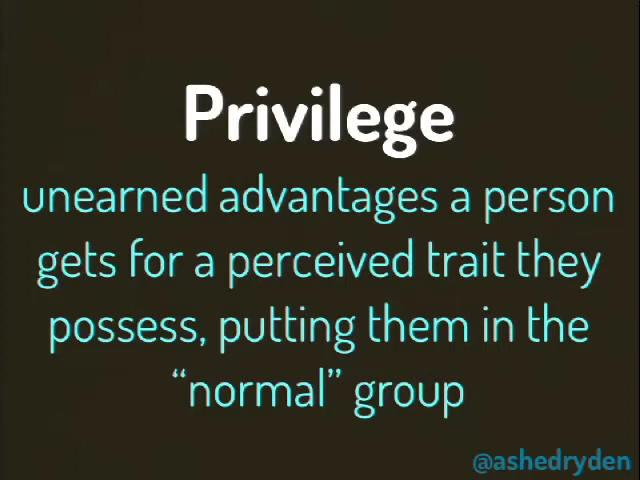 Privilege
unearned advantages a person
gets for a perceived trait they
possess, putting them in the
“normal” group
@ashedryden